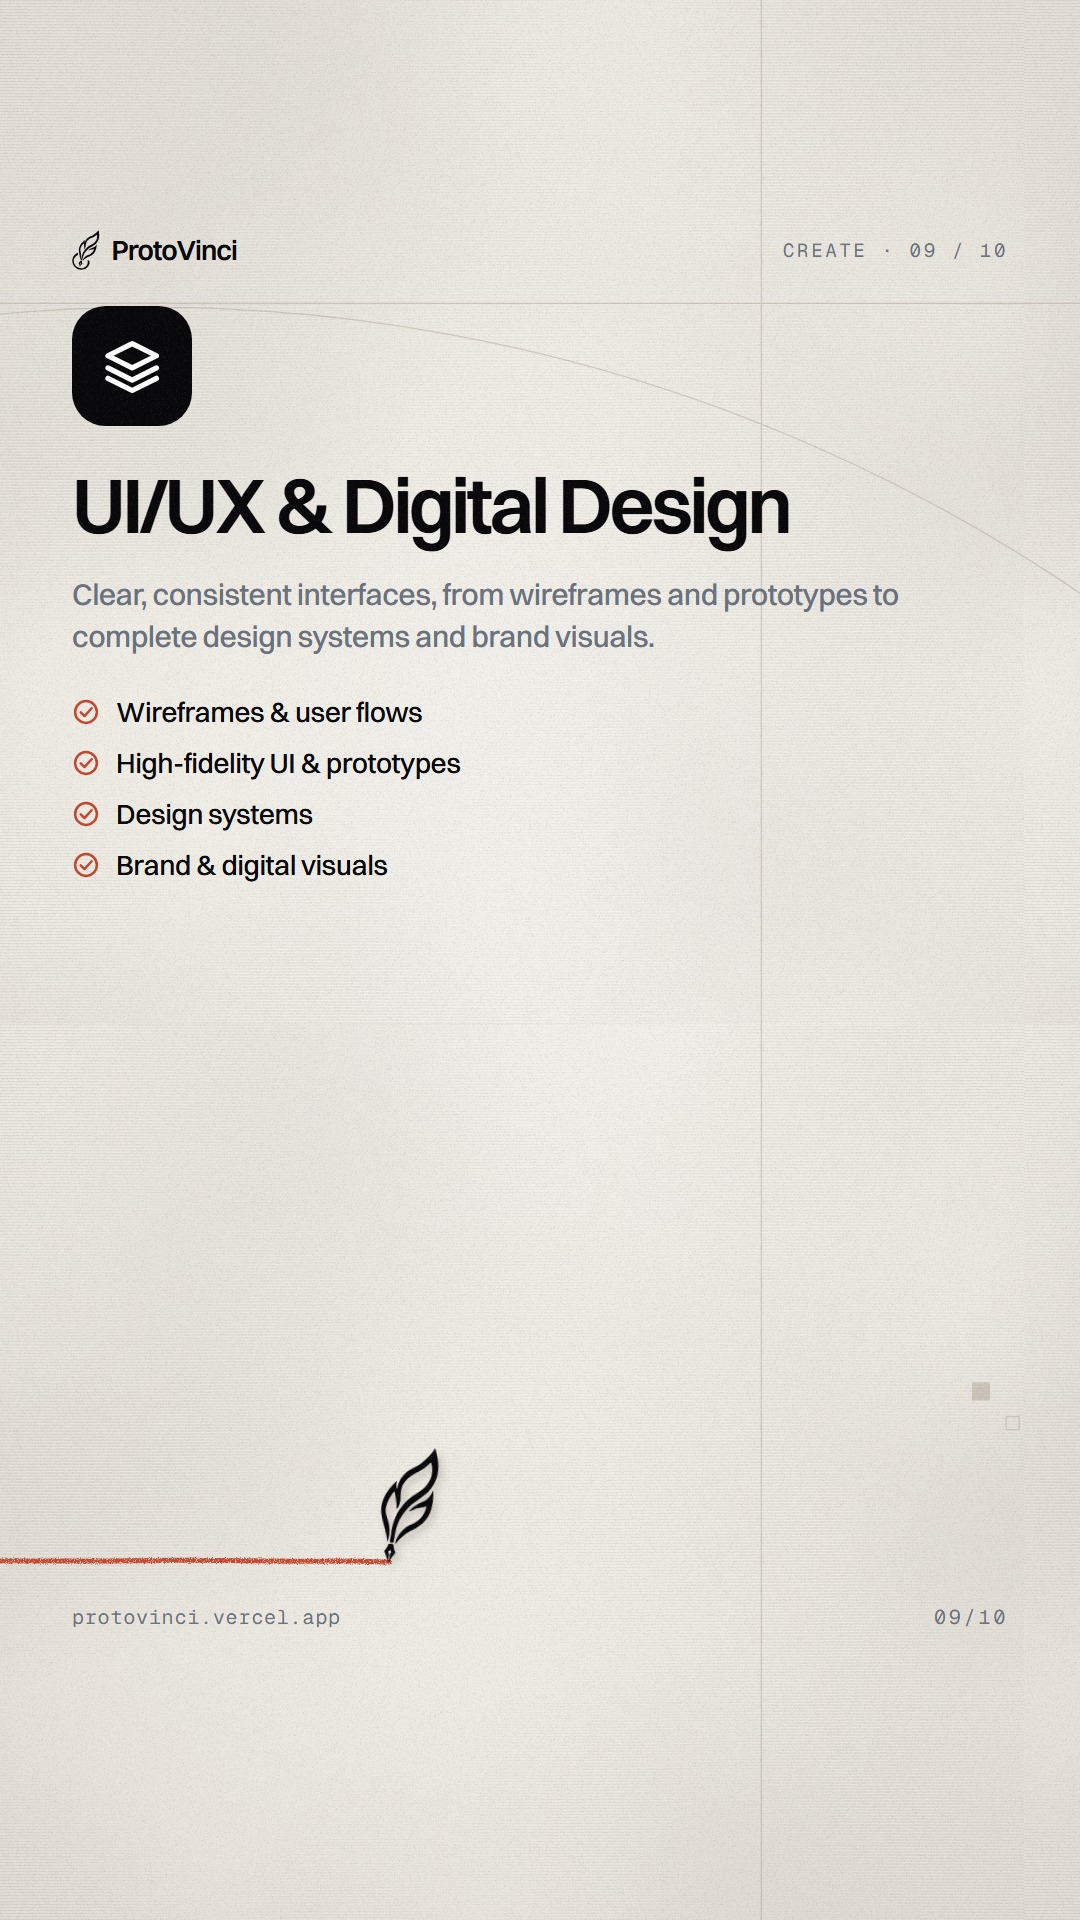 ProtoVinci
CREATE · 09 / 10
UI/UX & Digital Design
Clear, consistent interfaces, from wireframes and prototypes to
complete design systems and brand visuals.
Wireframes & user flows
High-fidelity UI & prototypes
Design systems
Brand & digital visuals
protovinci.vercel.app
09/10